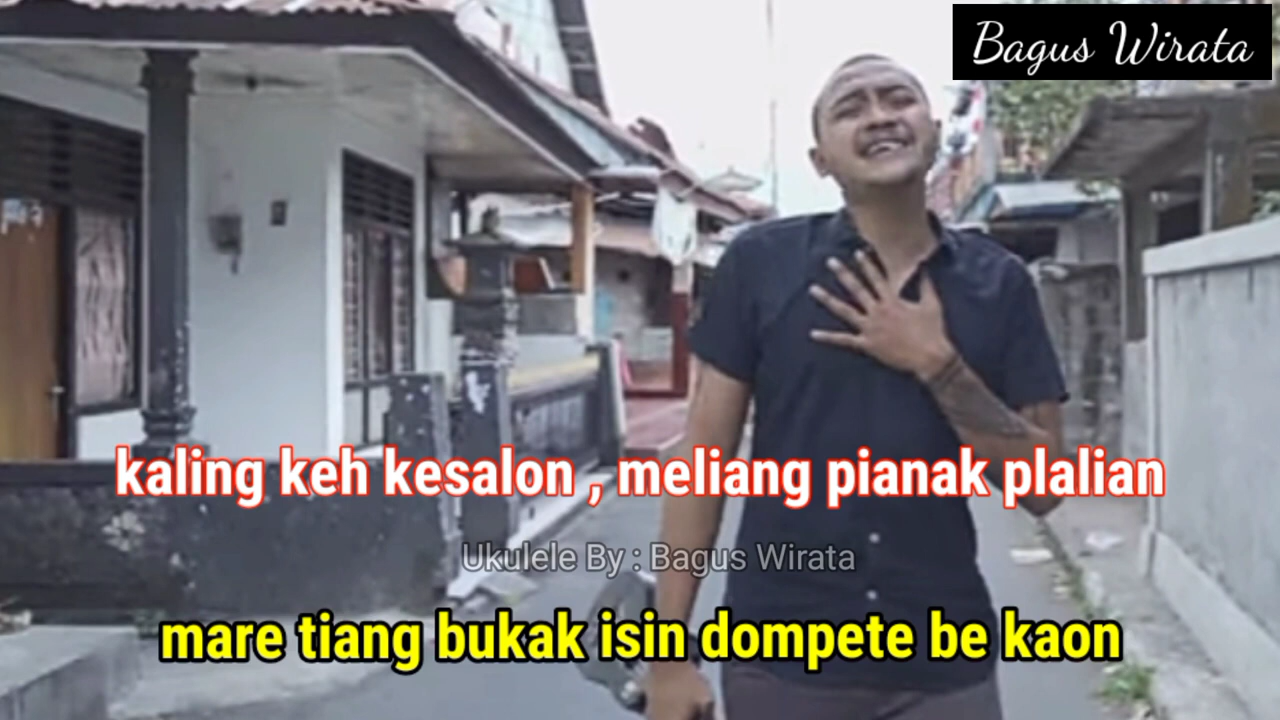 Bagus Wirata
kaling keh kesalon , meliang pianak plalian
Ukulele By : Bagus Wirata
mare tiang bukak isin dompete be kaon